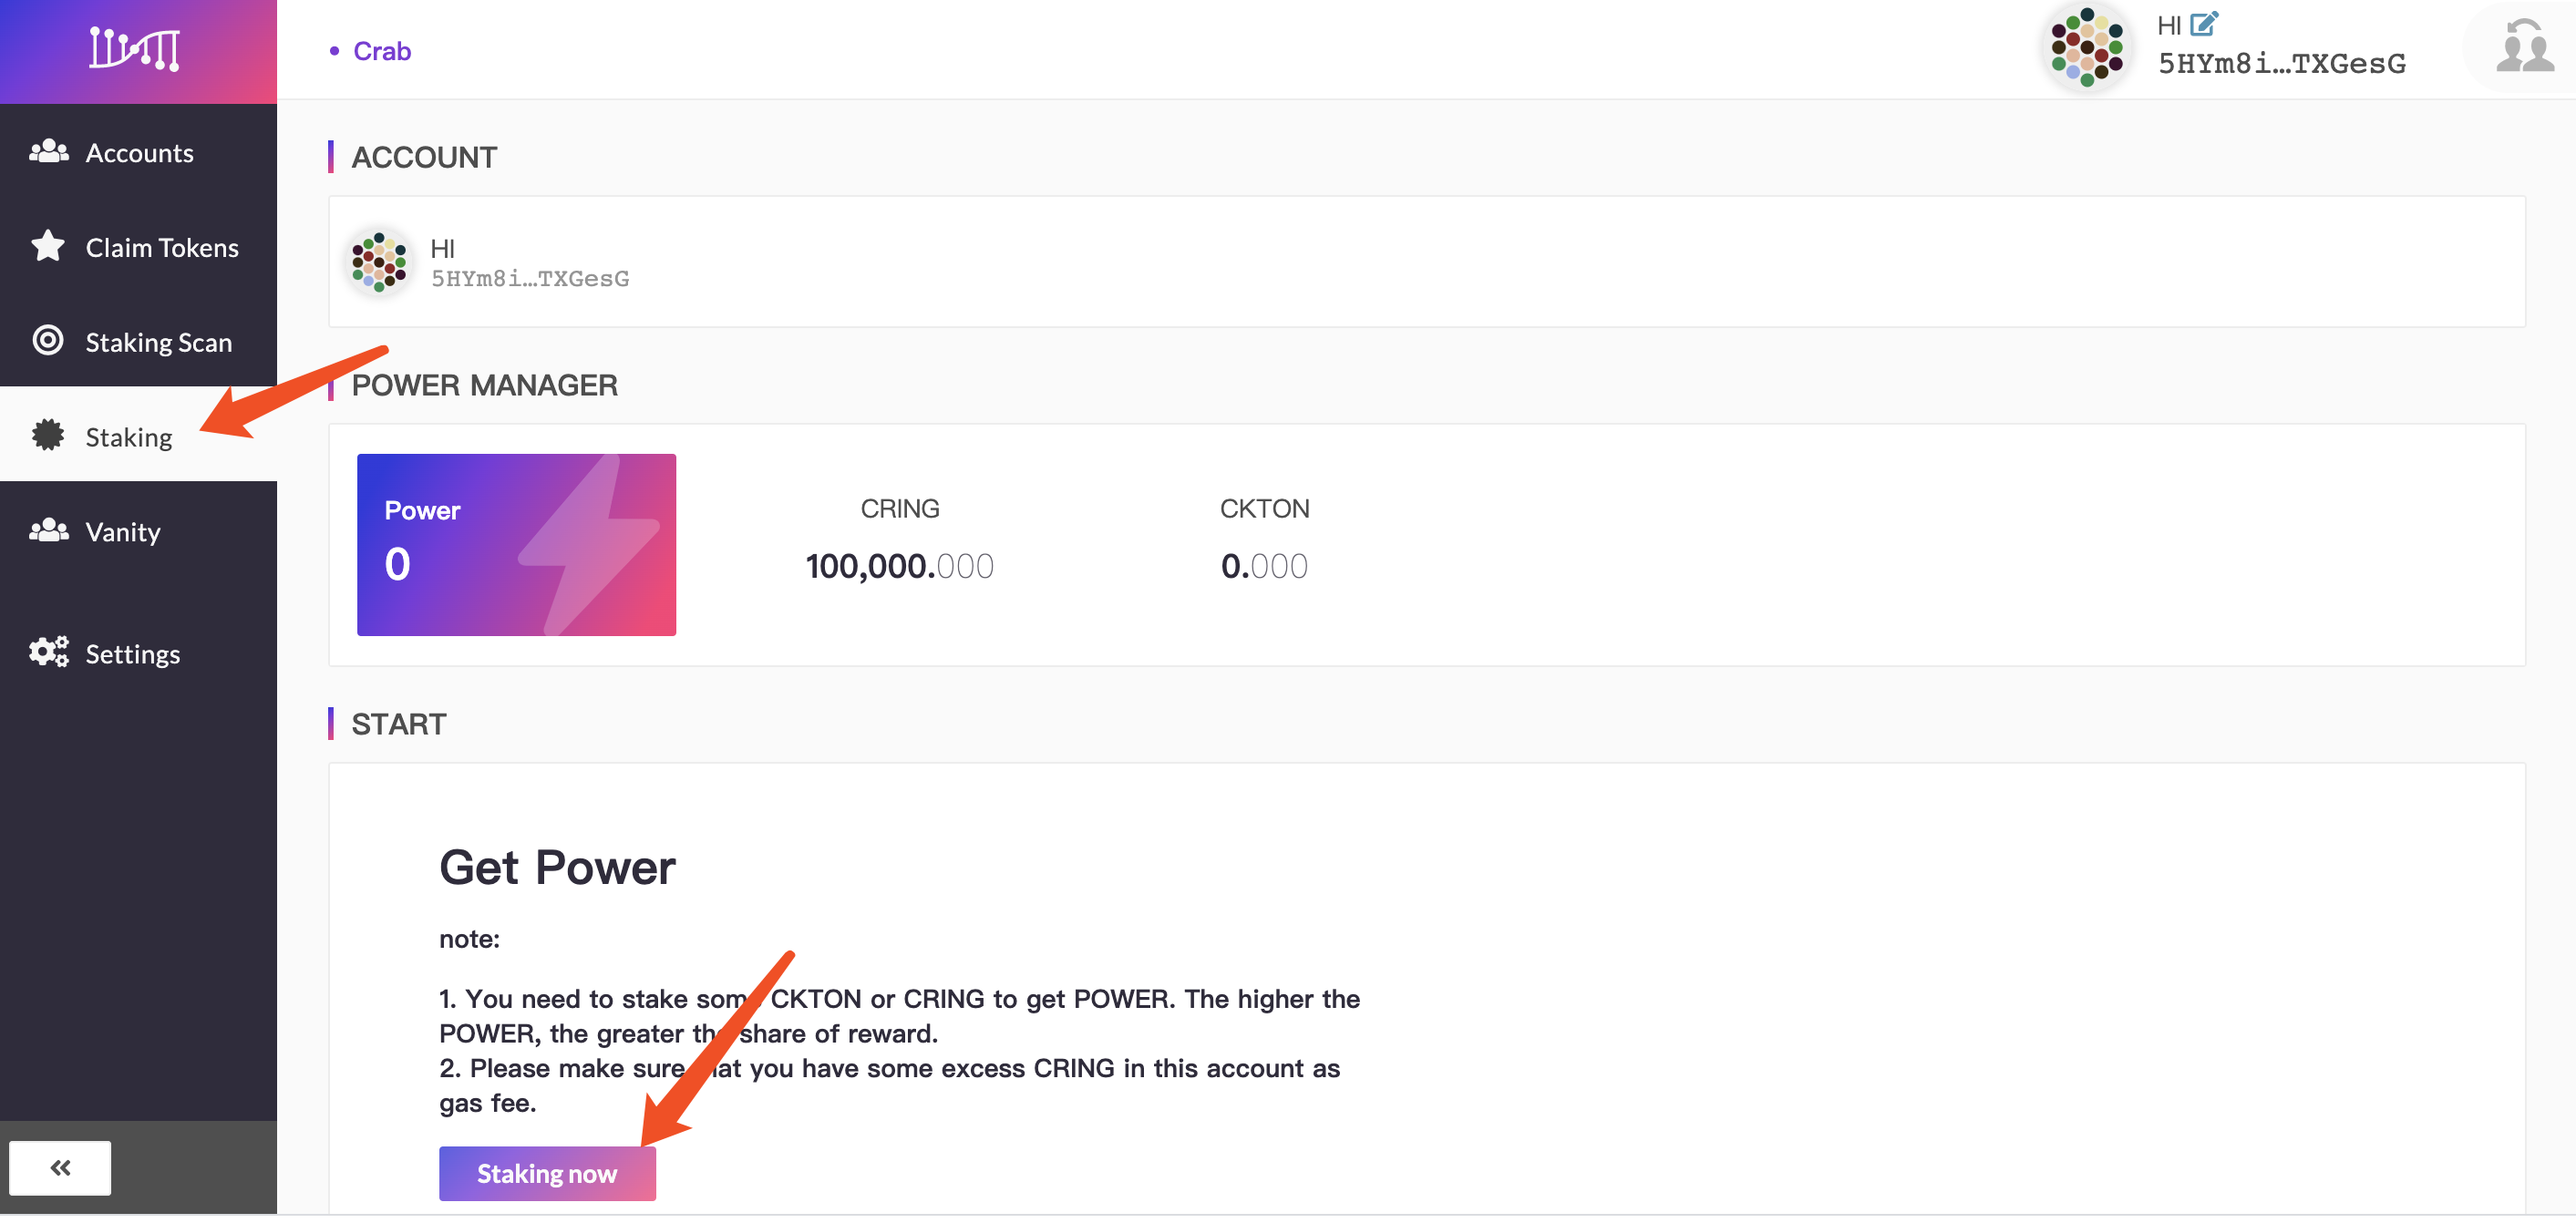 Crab
HI
5HYm8i...TXGesG
Accounts
Claim Tokens
Staking Scan
Staking
Vanity
Settings
ACCOUNT
HI
5HYm8i...TXGesG
POWER MANAGER
Power
0
CRING
100,000.000
CKTON
0.000
START
Get Power
note:
1. You need to stake som CKTON or CRING to get POWER. The higher the
POWER, the greater th share of reward.
2. Please make sure at you have some excess CRING in this account as
gas fee.
Staking now